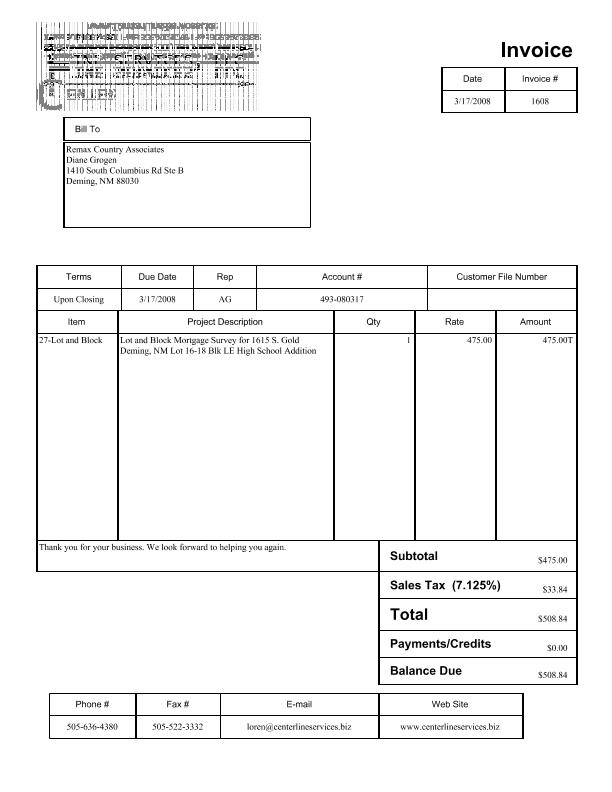 Invoice
Date Invoice #
3/17/2008 1608
Bill To
Remax Country Associates
Diane Grogen
1410 South Columbius Rd Ste B
Deming, NM 88030
Terms Due Date Rep Account # Customer File Number
Upon Closing 3/17/2008 AG 493-080317
Item Project Description Qty Rate Amount
27-Lot and Block Lot and Block Mortgage Survey for 1615 S. Gold 1 475.00 475.00T
Deming, NM Lot 16-18 Blk LE High School Addition
Thank you for your business. We look forward to helping you again.
Subtotal $475.00
Sales Tax (7.125%) $33.84
Total $508.84
Payments/Credits $0.00
Balance Due $508.84
Phone # Fax # E-mail Web Site
505-636-4380 505-522-3332 loren@centerlineservices.biz www.centerlineservices.biz